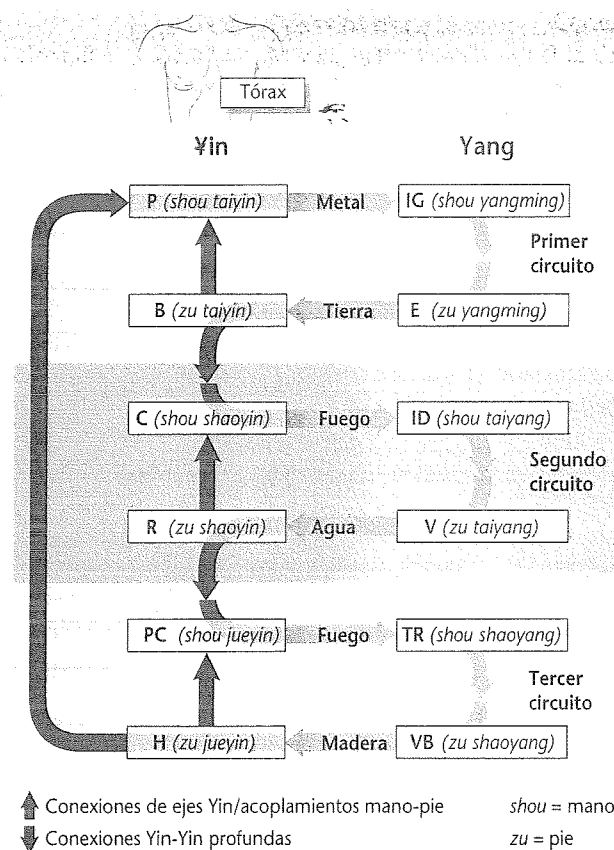 Tórax
Yin Yang
P (shou taiyin) Metal IG (shou yangming)
Primer
circuito
B (zu taiyin) Tierra E (zu yangming)
C (shou shaoyin) Fuego ID (shou taiyang)
Segundo
circuito
R (zu shaoyin) Agua V (zu taiyang)
PC (shou jueyin) Fuego TR (shou shaoyang)
Tercer
circuito
H (zu jueyin) Madera VB (zu shaoyang)
Conexiones de ejes Yin/acoplamientos mano-pie shou = mano
Conexiones Yin-Yin profundas zu = pie